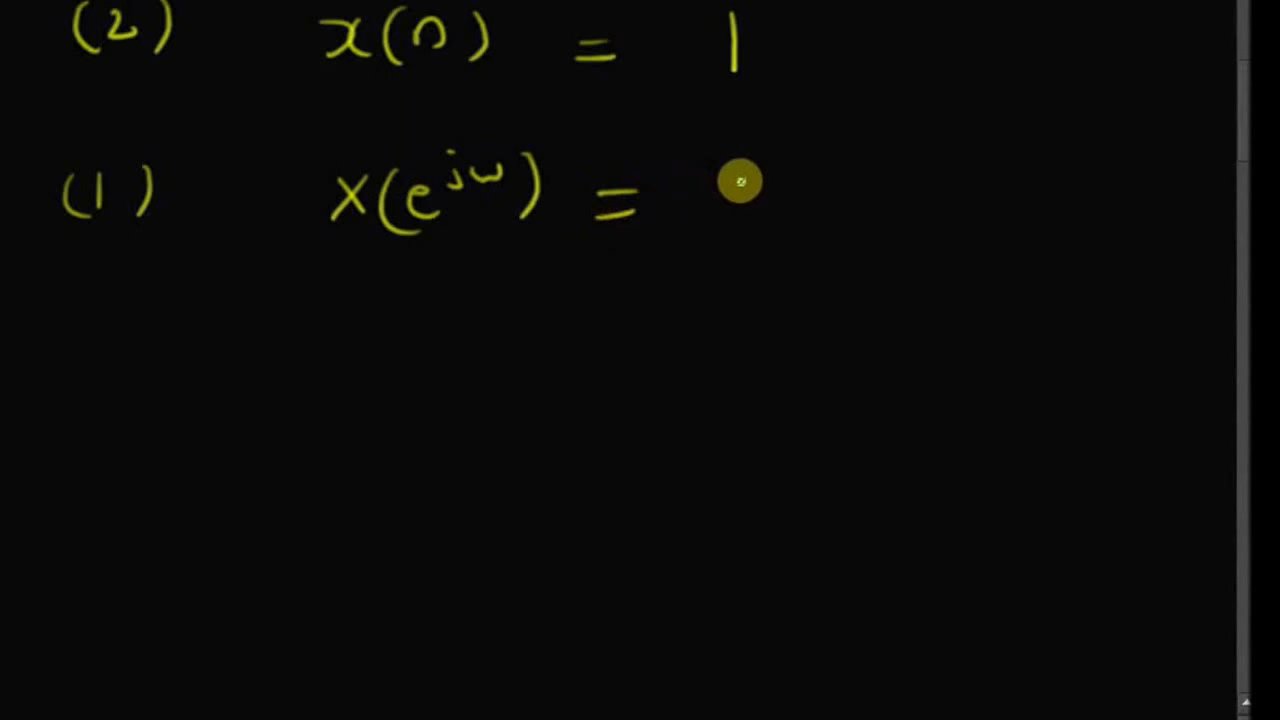 (2) x(n) = 1
(1) X(e^{jω}) =